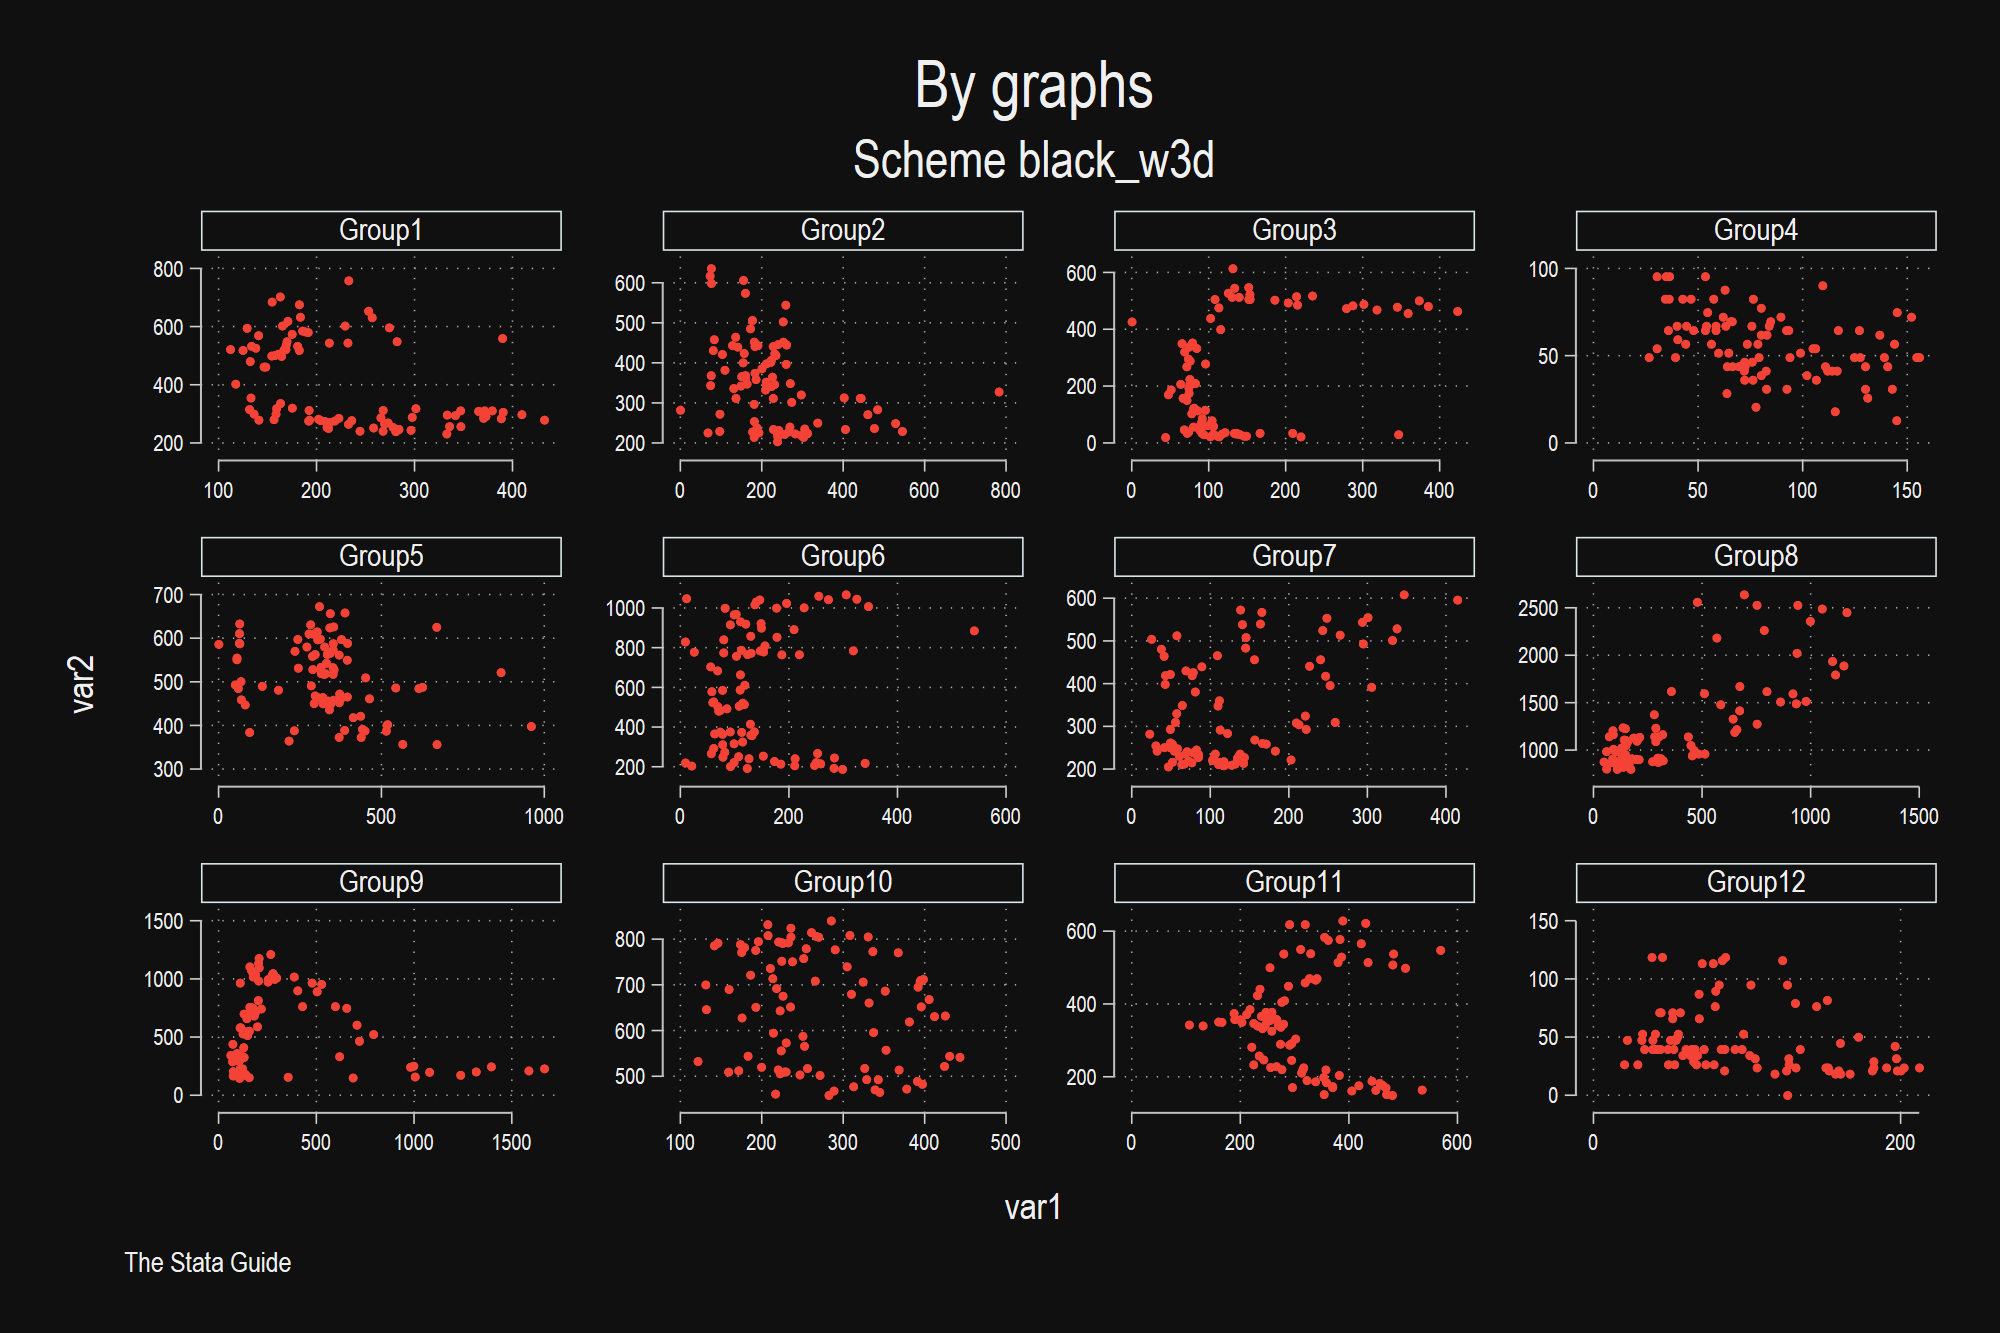 By graphs
Scheme black_w3d
Group1 Group2 Group3 Group4
800 600 400 200
100 200 300 400
600 500 400 300 200
0 200 400 600 800
600 400 200 0
0 100 200 300 400
100 50 0
0 50 100 150
Group5 Group6 Group7 Group8
700 600 500 400 300
0 500 1000
1000 800 600 400 200
0 200 400 600
600 500 400 300 200
0 100 200 300 400
2500 2000 1500 1000
0 500 1000 1500
Group9 Group10 Group11 Group12
1500 1000 500 0
0 500 1000 1500
800 700 600 500
100 200 300 400 500
600 400 200
0 200 400 600
150 100 50 0
0 200
var2
var1
The Stata Guide